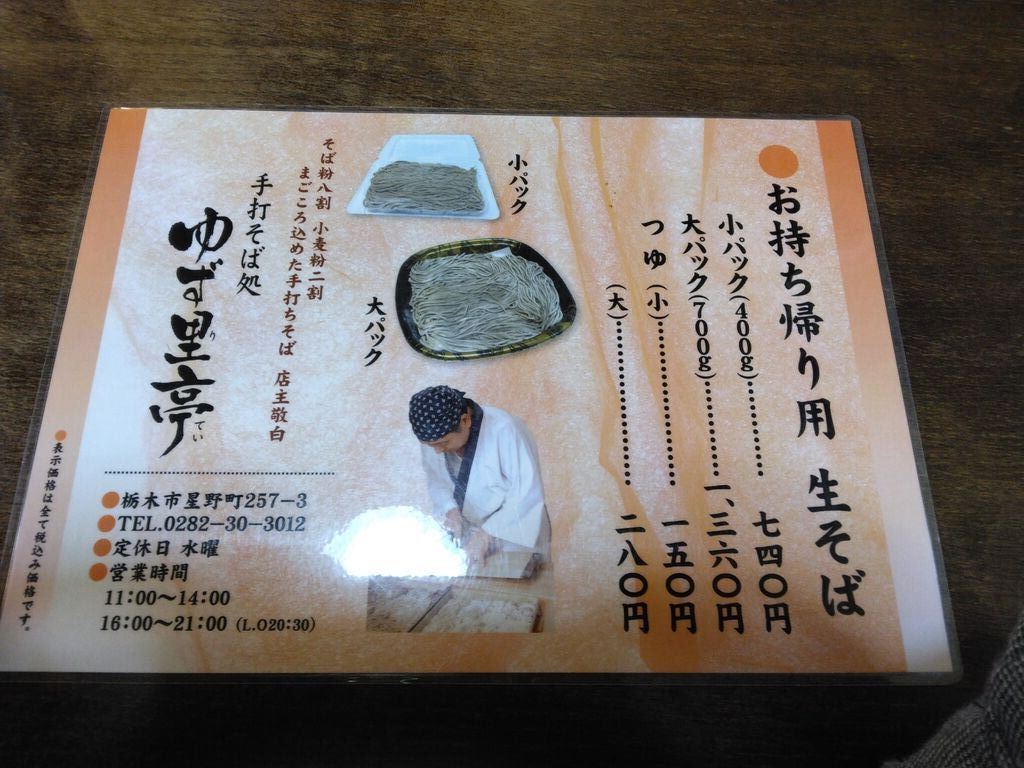 ●お持ち帰り用 生そば
小パック(400g)………………七四〇円
大パック(700g)………………一、三六〇円
つゆ (小)………………一五〇円
(大)………………二八〇円
小パック
大パック
そば粉八割 小麦粉二割
まごころ込めた手打ちそば 店主敬白
手打そば処
ゆず里亭
り
てい
●栃木市星野町257−3
●TEL.0282−30−3012
●定休日 水曜
●営業時間
11:00〜14:00
16:00〜21:00 (L.O20:30)
●表示価格は全て税込み価格です。